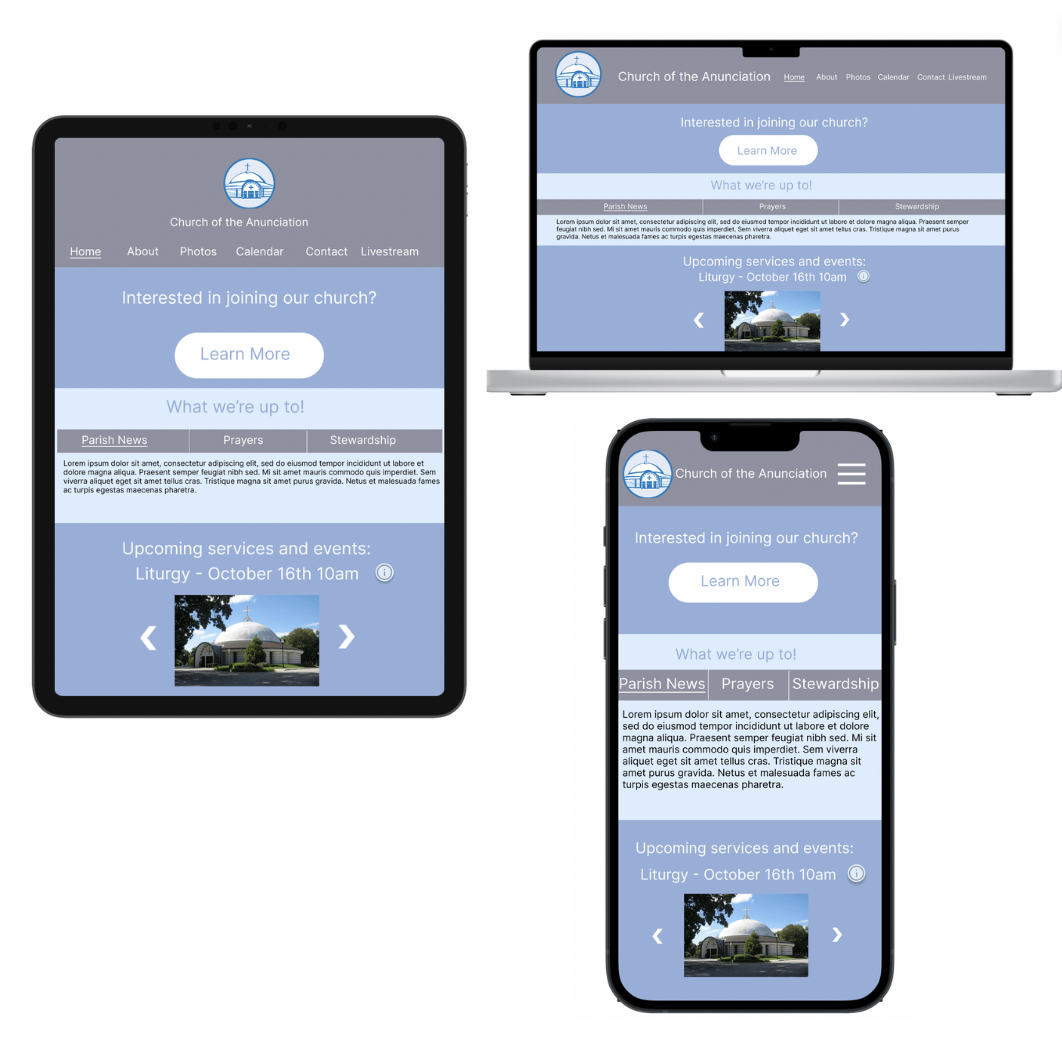 Church of the Anunciation
Home About Photos Calendar Contact Livestream
Interested in joining our church?
Learn More
What we're up to!
Parish News Prayers Stewardship
Lorem ipsum dolor sit amet, consectetur adipiscing elit, sed do eiusmod tempor incididunt ut labore et
dolore magna aliqua. Praesent semper feugiat nibh sed. Mi sit amet mauris commodo quis imperdiet. Sem
viverra aliquet eget sit amet tellus cras. Tristique magna sit amet purus gravida. Netus et malesuada fames
ac turpis egestas maecenas pharetra.
Upcoming services and events:
Liturgy - October 16th 10am
Church of the Anunciation Home About Photos Calendar Contact Livestream
Interested in joining our church?
Learn More
What we're up to!
Parish News Prayers Stewardship
Lorem ipsum dolor sit amet, consectetur adipiscing elit, sed do eiusmod tempor incididunt ut labore et dolore magna aliqua. Praesent semper
feugiat nibh sed. Mi sit amet mauris commodo quis imperdiet. Sem viverra aliquet eget sit amet tellus cras. Tristique magna sit amet purus
gravida. Netus et malesuada fames ac turpis egestas maecenas pharetra.
Upcoming services and events:
Liturgy - October 16th 10am
Church of the Anunciation
Interested in joining our church?
Learn More
What we're up to!
Parish News Prayers Stewardship
Lorem ipsum dolor sit amet, consectetur adipiscing elit,
sed do eiusmod tempor incididunt ut labore et dolore
magna aliqua. Praesent semper feugiat nibh sed. Mi sit
amet mauris commodo quis imperdiet. Sem viverra
aliquet eget sit amet tellus cras. Tristique magna sit
amet purus gravida. Netus et malesuada fames ac
turpis egestas maecenas pharetra.
Upcoming services and events:
Liturgy - October 16th 10am